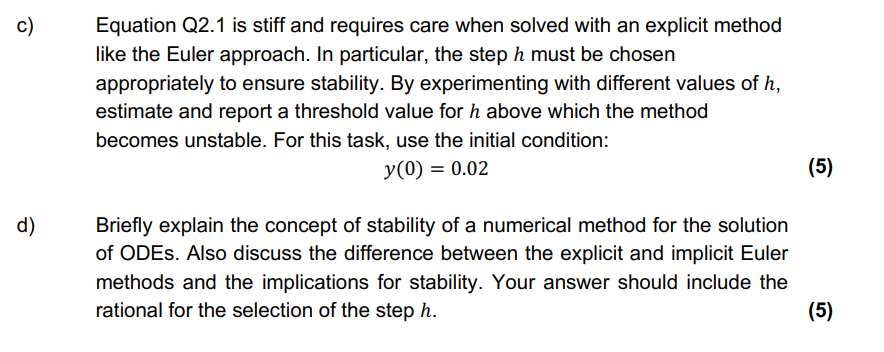 c) Equation Q2.1 is stiff and requires care when solved with an explicit method
like the Euler approach. In particular, the step h must be chosen
appropriately to ensure stability. By experimenting with different values of h,
estimate and report a threshold value for h above which the method
becomes unstable. For this task, use the initial condition:
y(0) = 0.02 (5)
d) Briefly explain the concept of stability of a numerical method for the solution
of ODEs. Also discuss the difference between the explicit and implicit Euler
methods and the implications for stability. Your answer should include the
rational for the selection of the step h. (5)